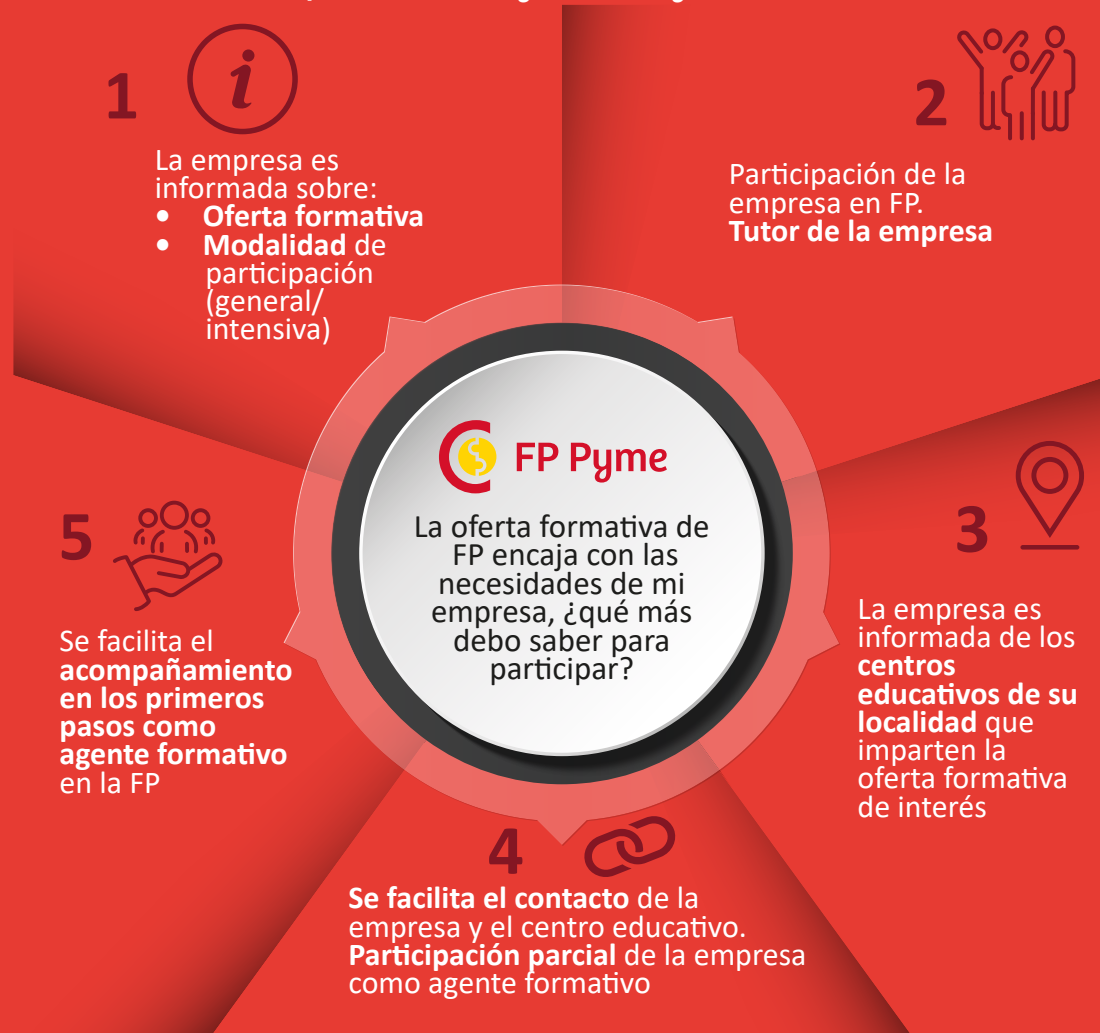 1
La empresa es
informada sobre:
• Oferta formativa
• Modalidad de
participación
(general/
intensiva)
2
Participación de la
empresa en FP.
Tutor de la empresa
FP Pyme
La oferta formativa de
FP encaja con las
necesidades de mi
empresa, ¿qué más
debo saber para
participar?
3
La empresa es
informada de los
centros
educativos de su
localidad que
imparten la
oferta formativa
de interés
4
Se facilita el contacto de la
empresa y el centro educativo.
Participación parcial de la empresa
como agente formativo
5
Se facilita el
acompañamiento
en los primeros
pasos como
agente formativo
en la FP